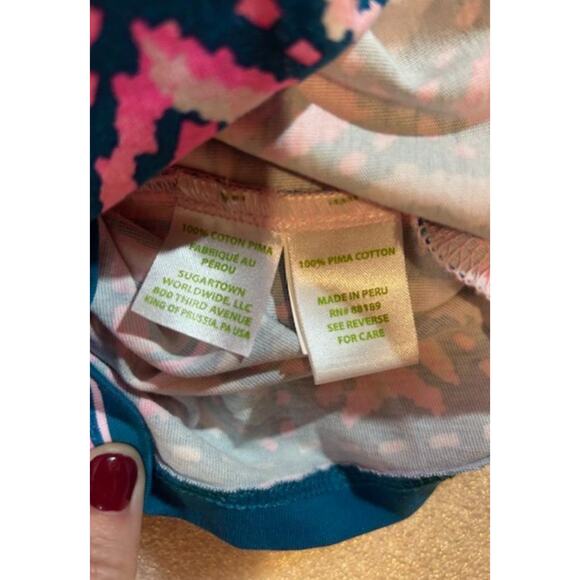 100% COTON PIMA
FABRIQUÉ AU
PÉROU
SUGARTOWN
WORLDWIDE, LLC
800 THIRD AVENUE
KING OF PRUSSIA, PA USA
100% PIMA COTTON
MADE IN PERU
RN# 88189
SEE REVERSE
FOR CARE